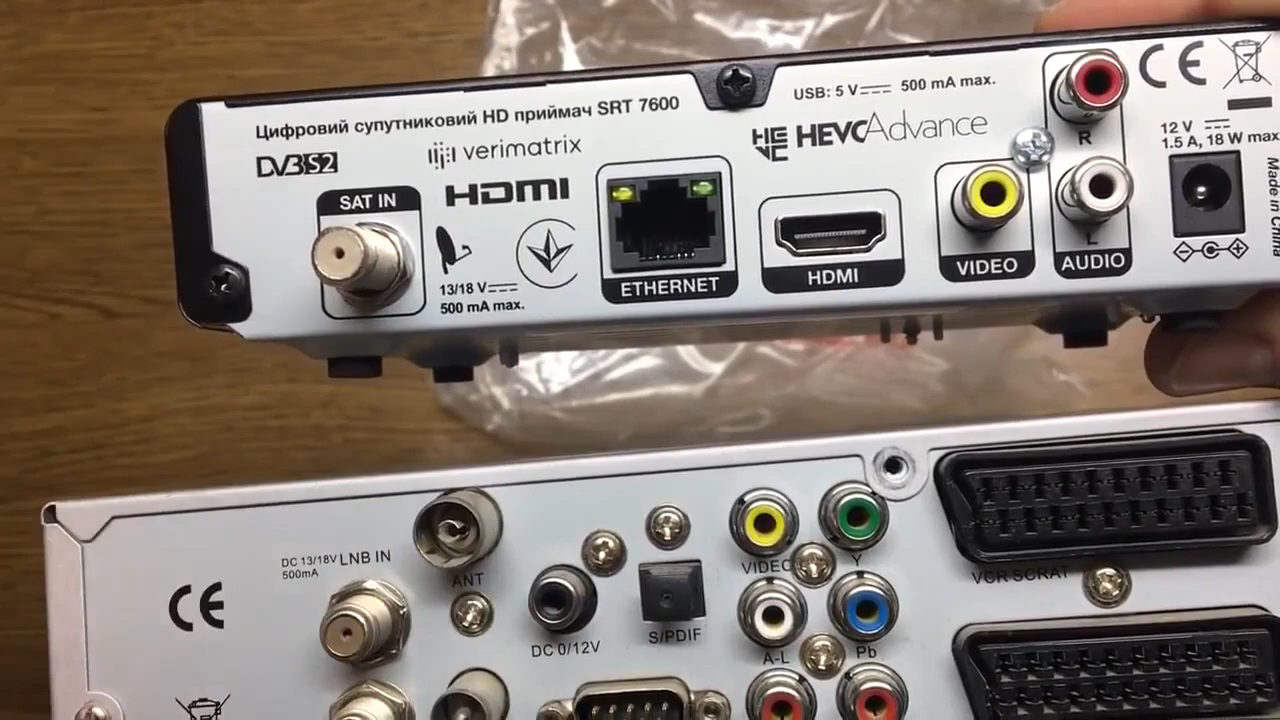 Цифровий супутниковий HD приймач SRT 7600
USB: 5 V 500 mA max.
CE
DVB S2
verimatrix
HEVC HEVCAdvance
12 V
1.5 A, 18 W max
Made in China
SAT IN
HDMI
R
L
13/18 V
500 mA max.
ETHERNET
HDMI
VIDEO
AUDIO
DC 13/18V LNB IN
500mA
CE
ANT
DC 0/12V
S/PDIF
VIDEO
Y
A-L
Pb
VCR SCRAT